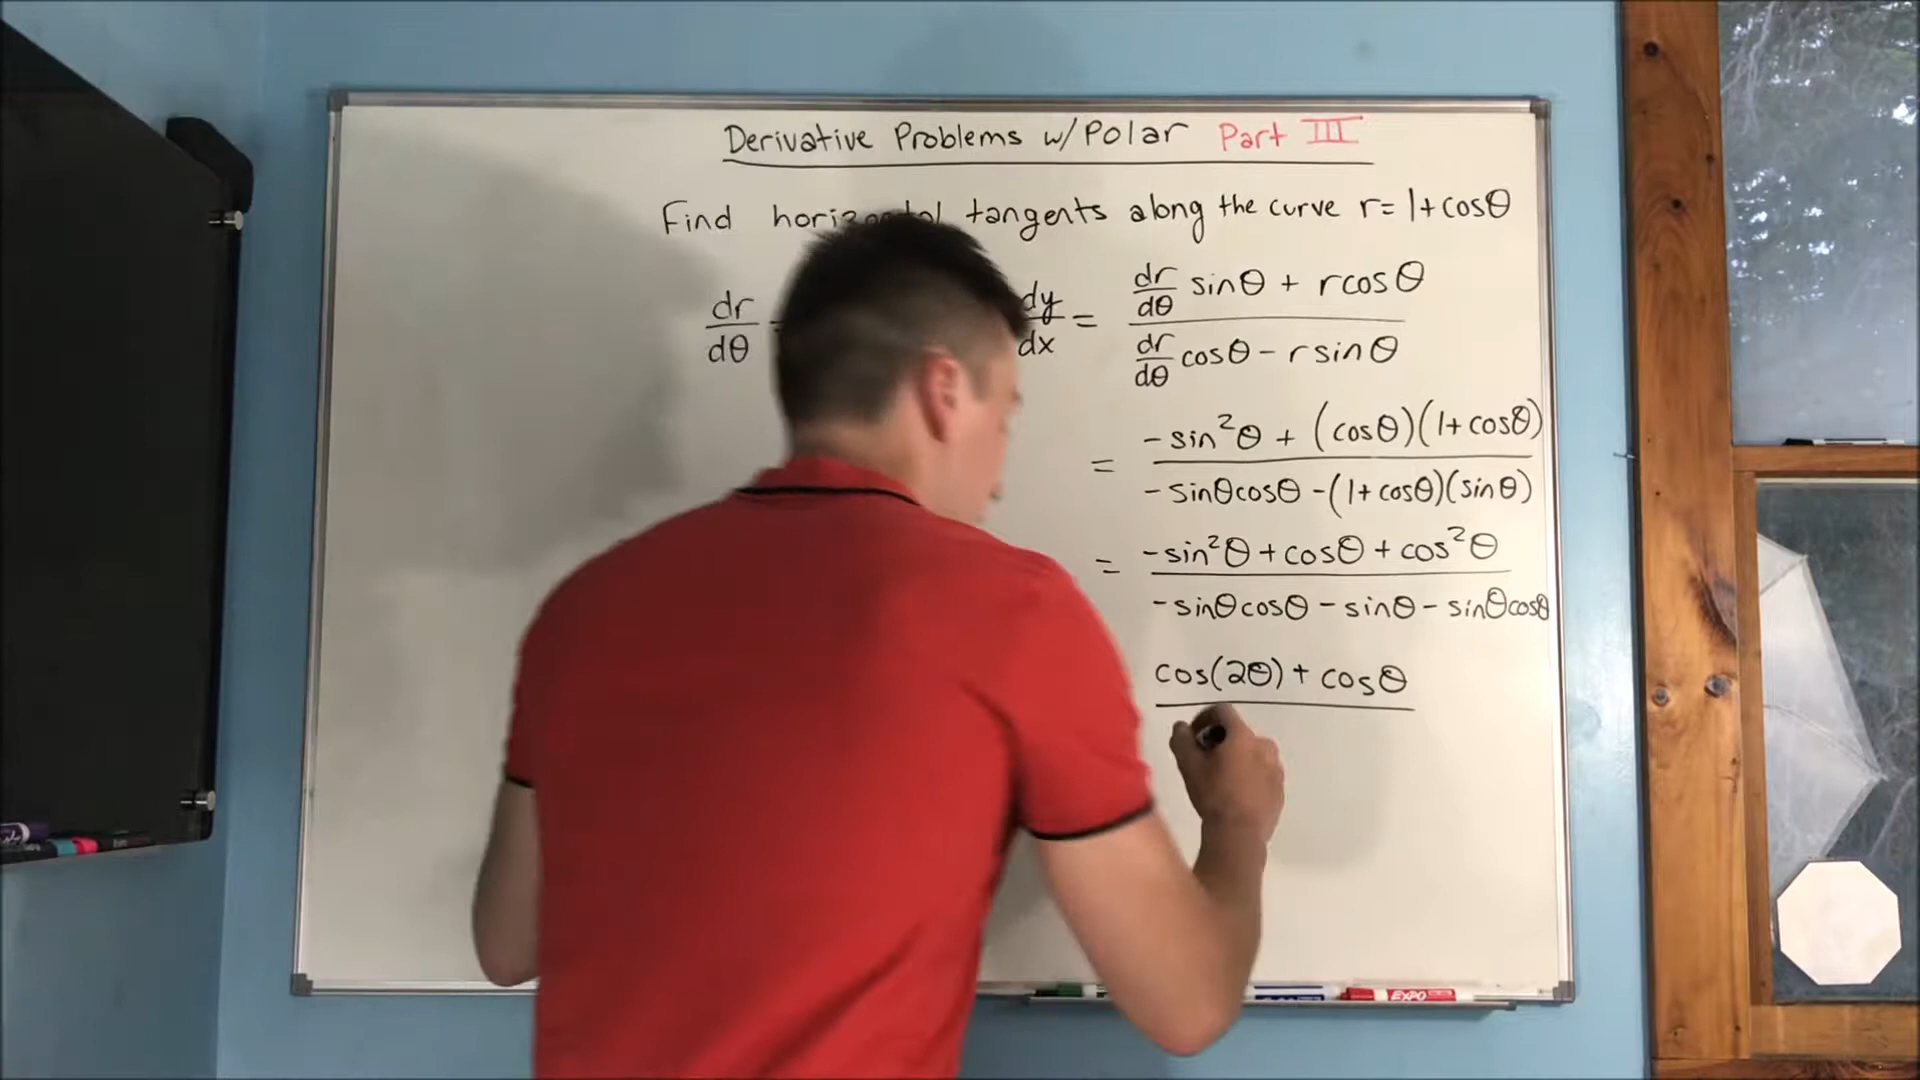 Derivative Problems w/Polar Part III
Find horizontal tangents along the curve r = 1 + cosθ
dr/dθ = dy/dx = (dr/dθ sinθ + rcosθ)/(dr/dθ cosθ - rsinθ)
= (-sin²θ + (cosθ)(1+cosθ))/(-sinθcosθ -(1+cosθ)(sinθ))
= (-sin²θ + cosθ + cos²θ)/(-sinθcosθ - sinθ - sinθcosθ)
cos(2θ) + cosθ
EXPO